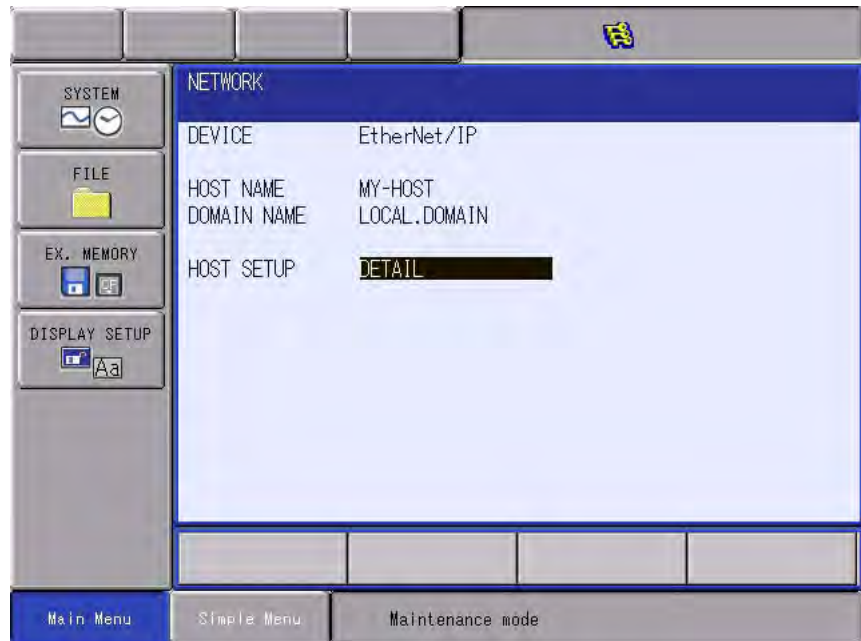 SYSTEM
FILE
EX. MEMORY
CF
DISPLAY SETUP
Aa
NETWORK
DEVICE EtherNet/IP
HOST NAME MY-HOST
DOMAIN NAME LOCAL.DOMAIN
HOST SETUP DETAIL
Main Menu
Simple Menu
Maintenance mode